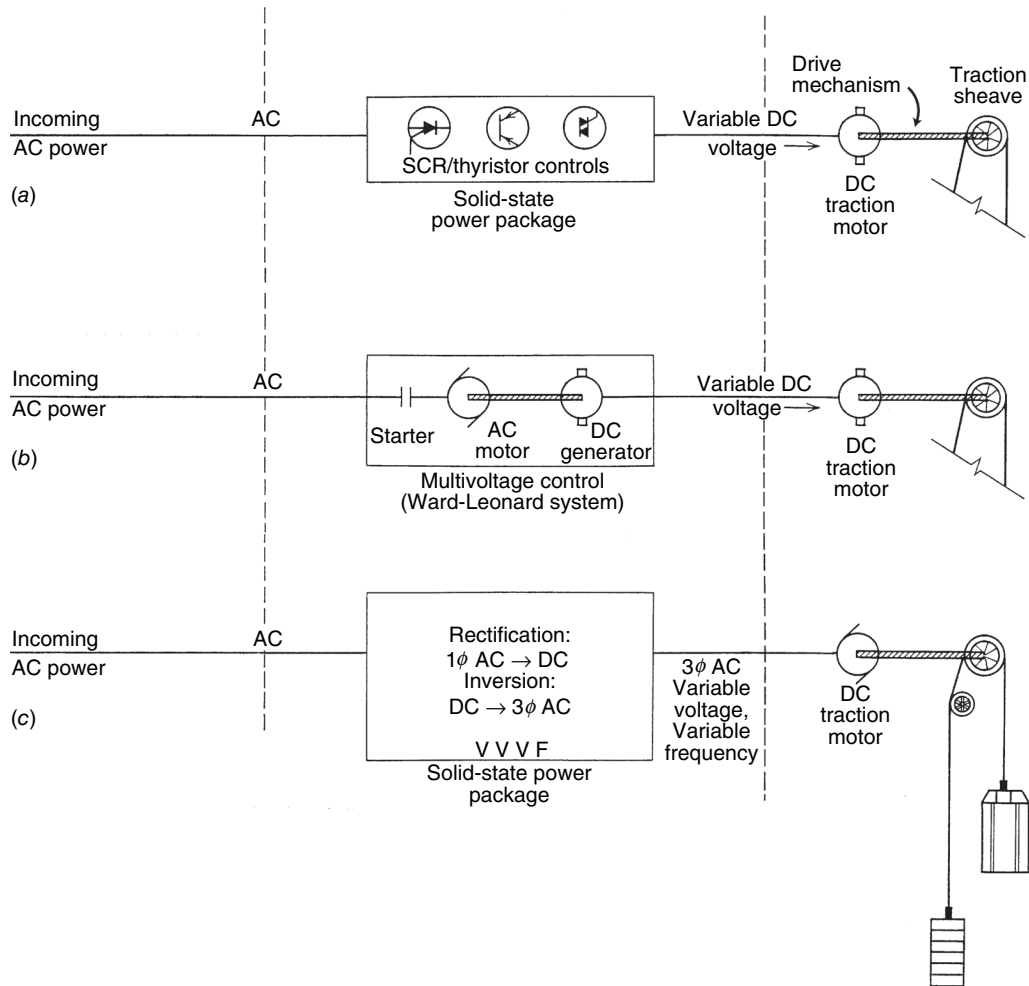 Incoming
AC power
AC
SCR/thyristor controls
Solid-state
power package
Variable DC
voltage
Drive
mechanism
DC
traction
motor
Traction
sheave
(a)
Incoming
AC power
AC
Starter
AC
motor
DC
generator
Multivoltage control
(Ward-Leonard system)
Variable DC
voltage
DC
traction
motor
(b)
Incoming
AC power
AC
Rectification:
1ϕ AC → DC
Inversion:
DC → 3ϕ AC
V V V F
Solid-state power
package
3ϕ AC
Variable
voltage,
Variable
frequency
DC
traction
motor
(c)